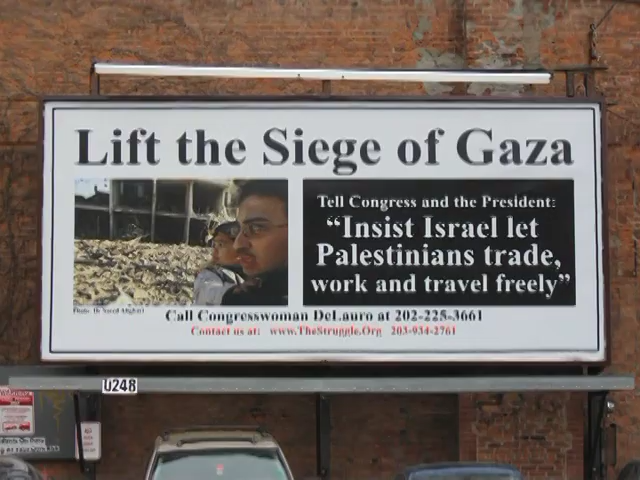 Lift the Siege of Gaza
Tell Congress and the President:
“Insist Israel let
Palestinians trade,
work and travel freely”
Call Congresswoman DeLauro at 202-225-3661
Contact us at: www.TheStruggle.Org 203-934-2761
U248
WARNING